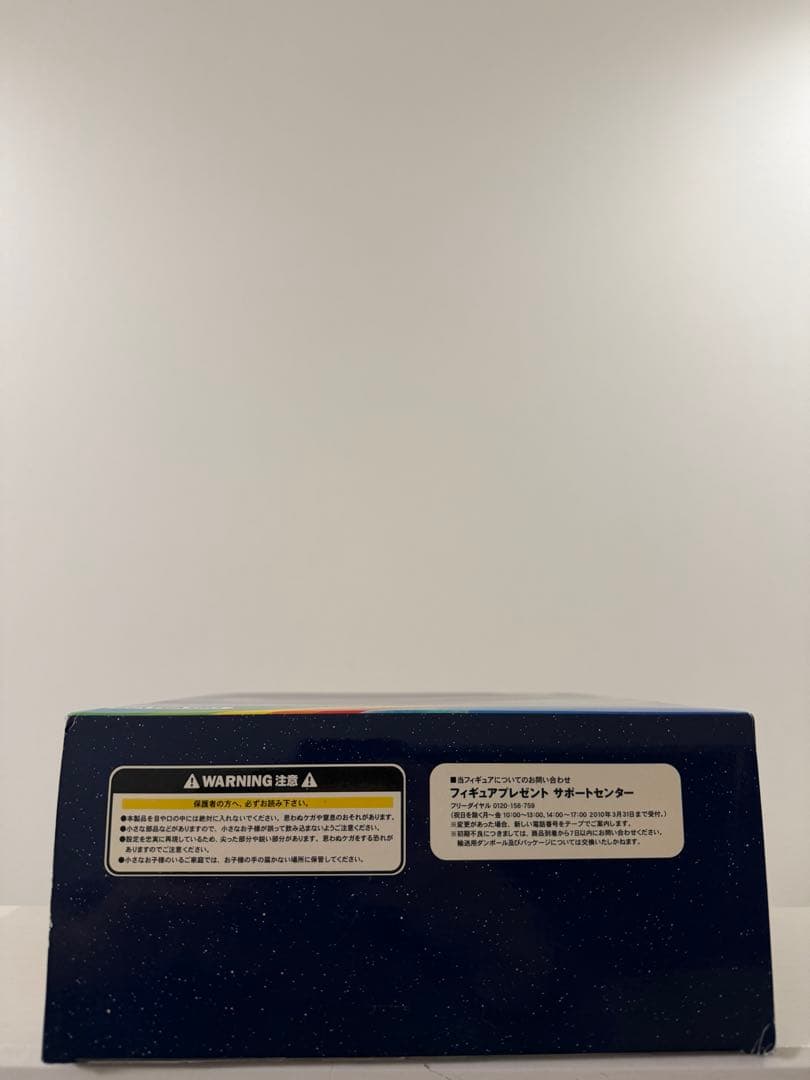 WARNING 注意
保護者の方へ、必ずお読み下さい。
●本製品を目や口の中には絶対に入れないでください。思わぬケガや窒息のおそれがあります。
●小さな部品などがありますので、小さなお子様が誤って飲み込まないようご注意ください。
●設定を忠実に再現しているため、尖った部分や鋭い部分があります。思わぬケガをする恐れが
ありますのでご注意ください。
●小さなお子様のいるご家庭では、お子様の手の届かない場所に保管してください。
■当フィギュアについてのお問い合わせ
フィギュアプレゼント サポートセンター
フリーダイヤル 0120-156-759
(祝日を除く月〜金 10:00〜13:00、14:00〜17:00 2010年3月31日まで受付。)
※変更があった場合、新しい電話番号をテープでご案内します。
※初期不良につきましては、商品到着から7日以内にお問い合わせください。
輸送用ダンボール及びパッケージについては交換いたしかねます。